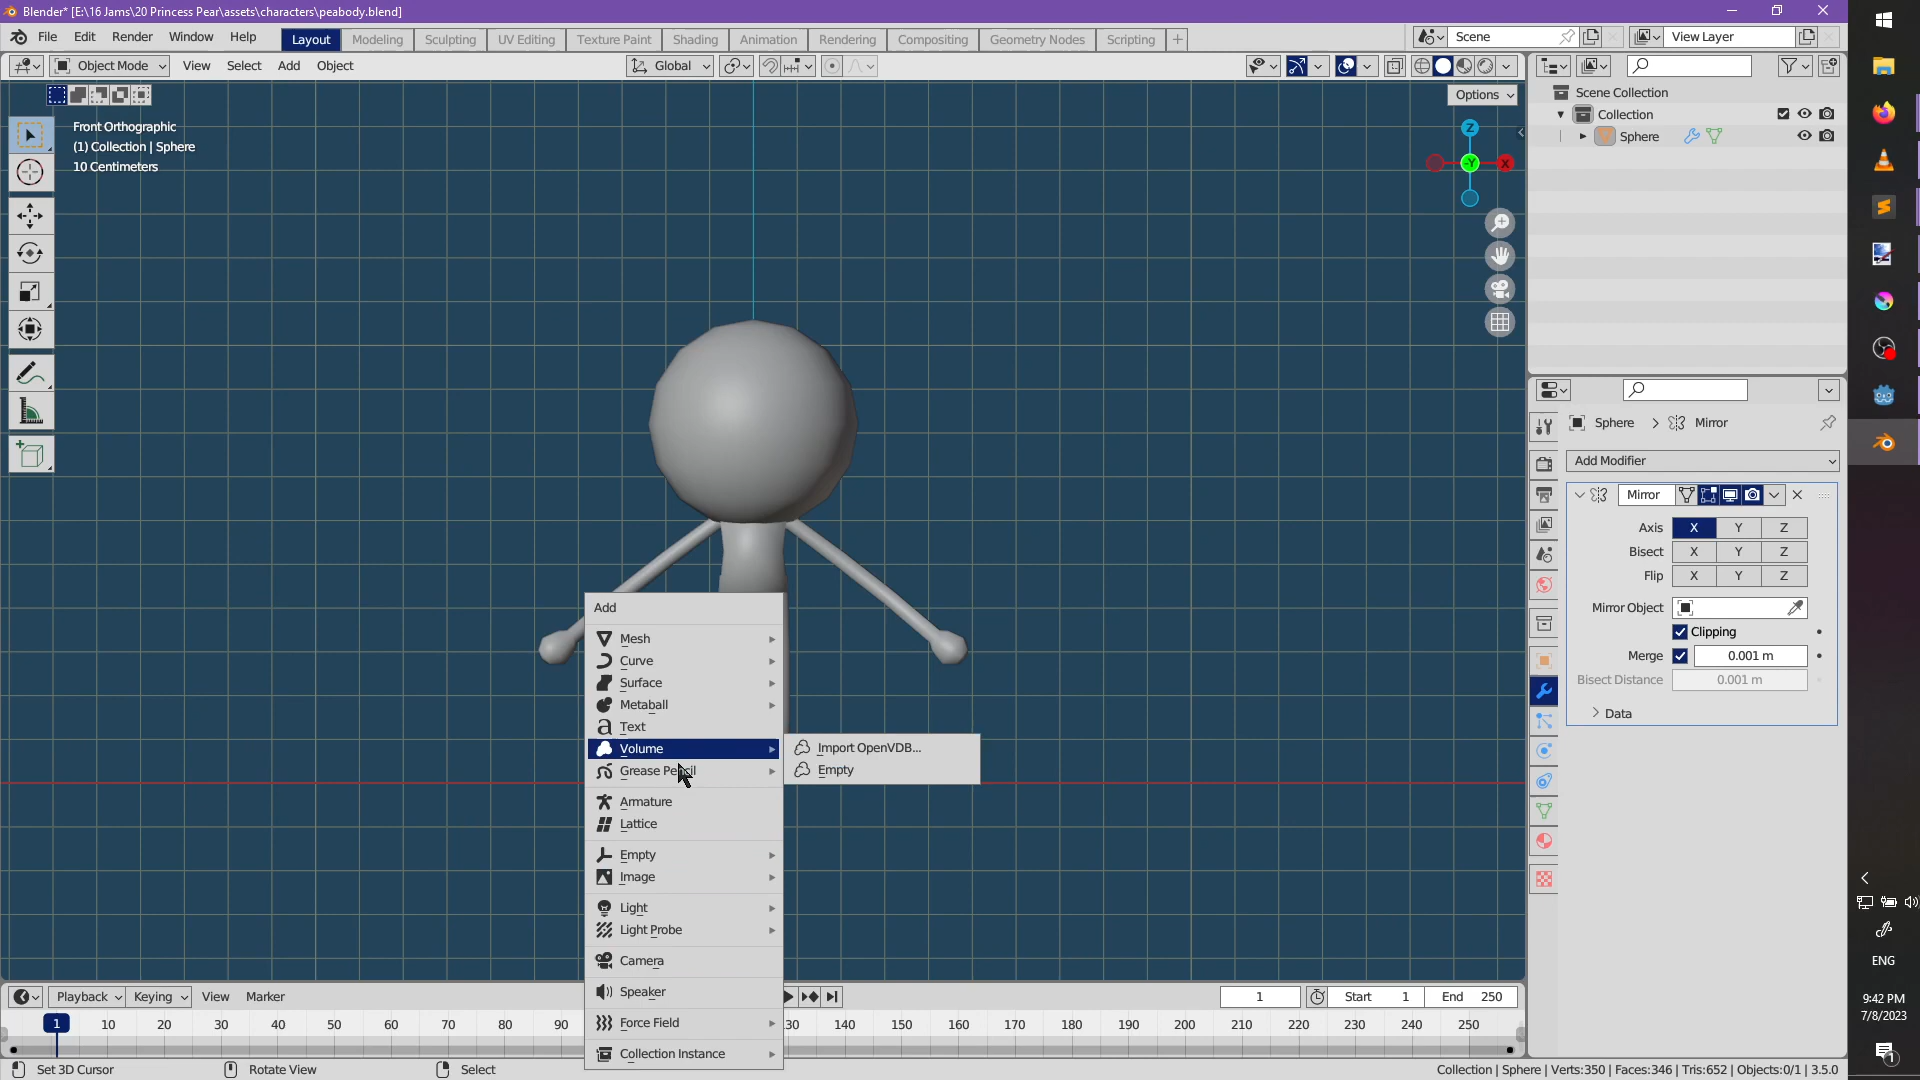 Blender* [E:\16 Jams\20 Princess Pear\assets\characters\peabody.blend]
File Edit Render Window Help Layout Modeling Sculpting UV Editing Texture Paint Shading Animation Rendering Compositing Geometry Nodes Scripting + Scene View Layer
Object Mode View Select Add Object Global
Options
Front Orthographic
(1) Collection | Sphere
10 Centimeters
Z
-Y
X
Scene Collection
Collection
Sphere
Sphere > Mirror
Add Modifier
Mirror
Axis X Y Z
Bisect X Y Z
Flip X Y Z
Mirror Object
Clipping
Merge 0.001 m
Bisect Distance 0.001 m
Data
Add
Mesh
Curve
Surface
Metaball
Text
Volume
Grease Pencil
Armature
Lattice
Empty
Image
Light
Light Probe
Camera
Speaker
Force Field
Collection Instance
Import OpenVDB...
Empty
Playback Keying View Marker
1 Start 1 End 250
1 10 20 30 40 50 60 70 80 90 130 140 150 160 170 180 190 200 210 220 230 240 250
Set 3D Cursor Rotate View Select
Collection | Sphere | Verts:350 | Faces:346 | Tris:652 | Objects:0/1 | 3.5.0
ENG
9:42 PM
7/8/2023
1